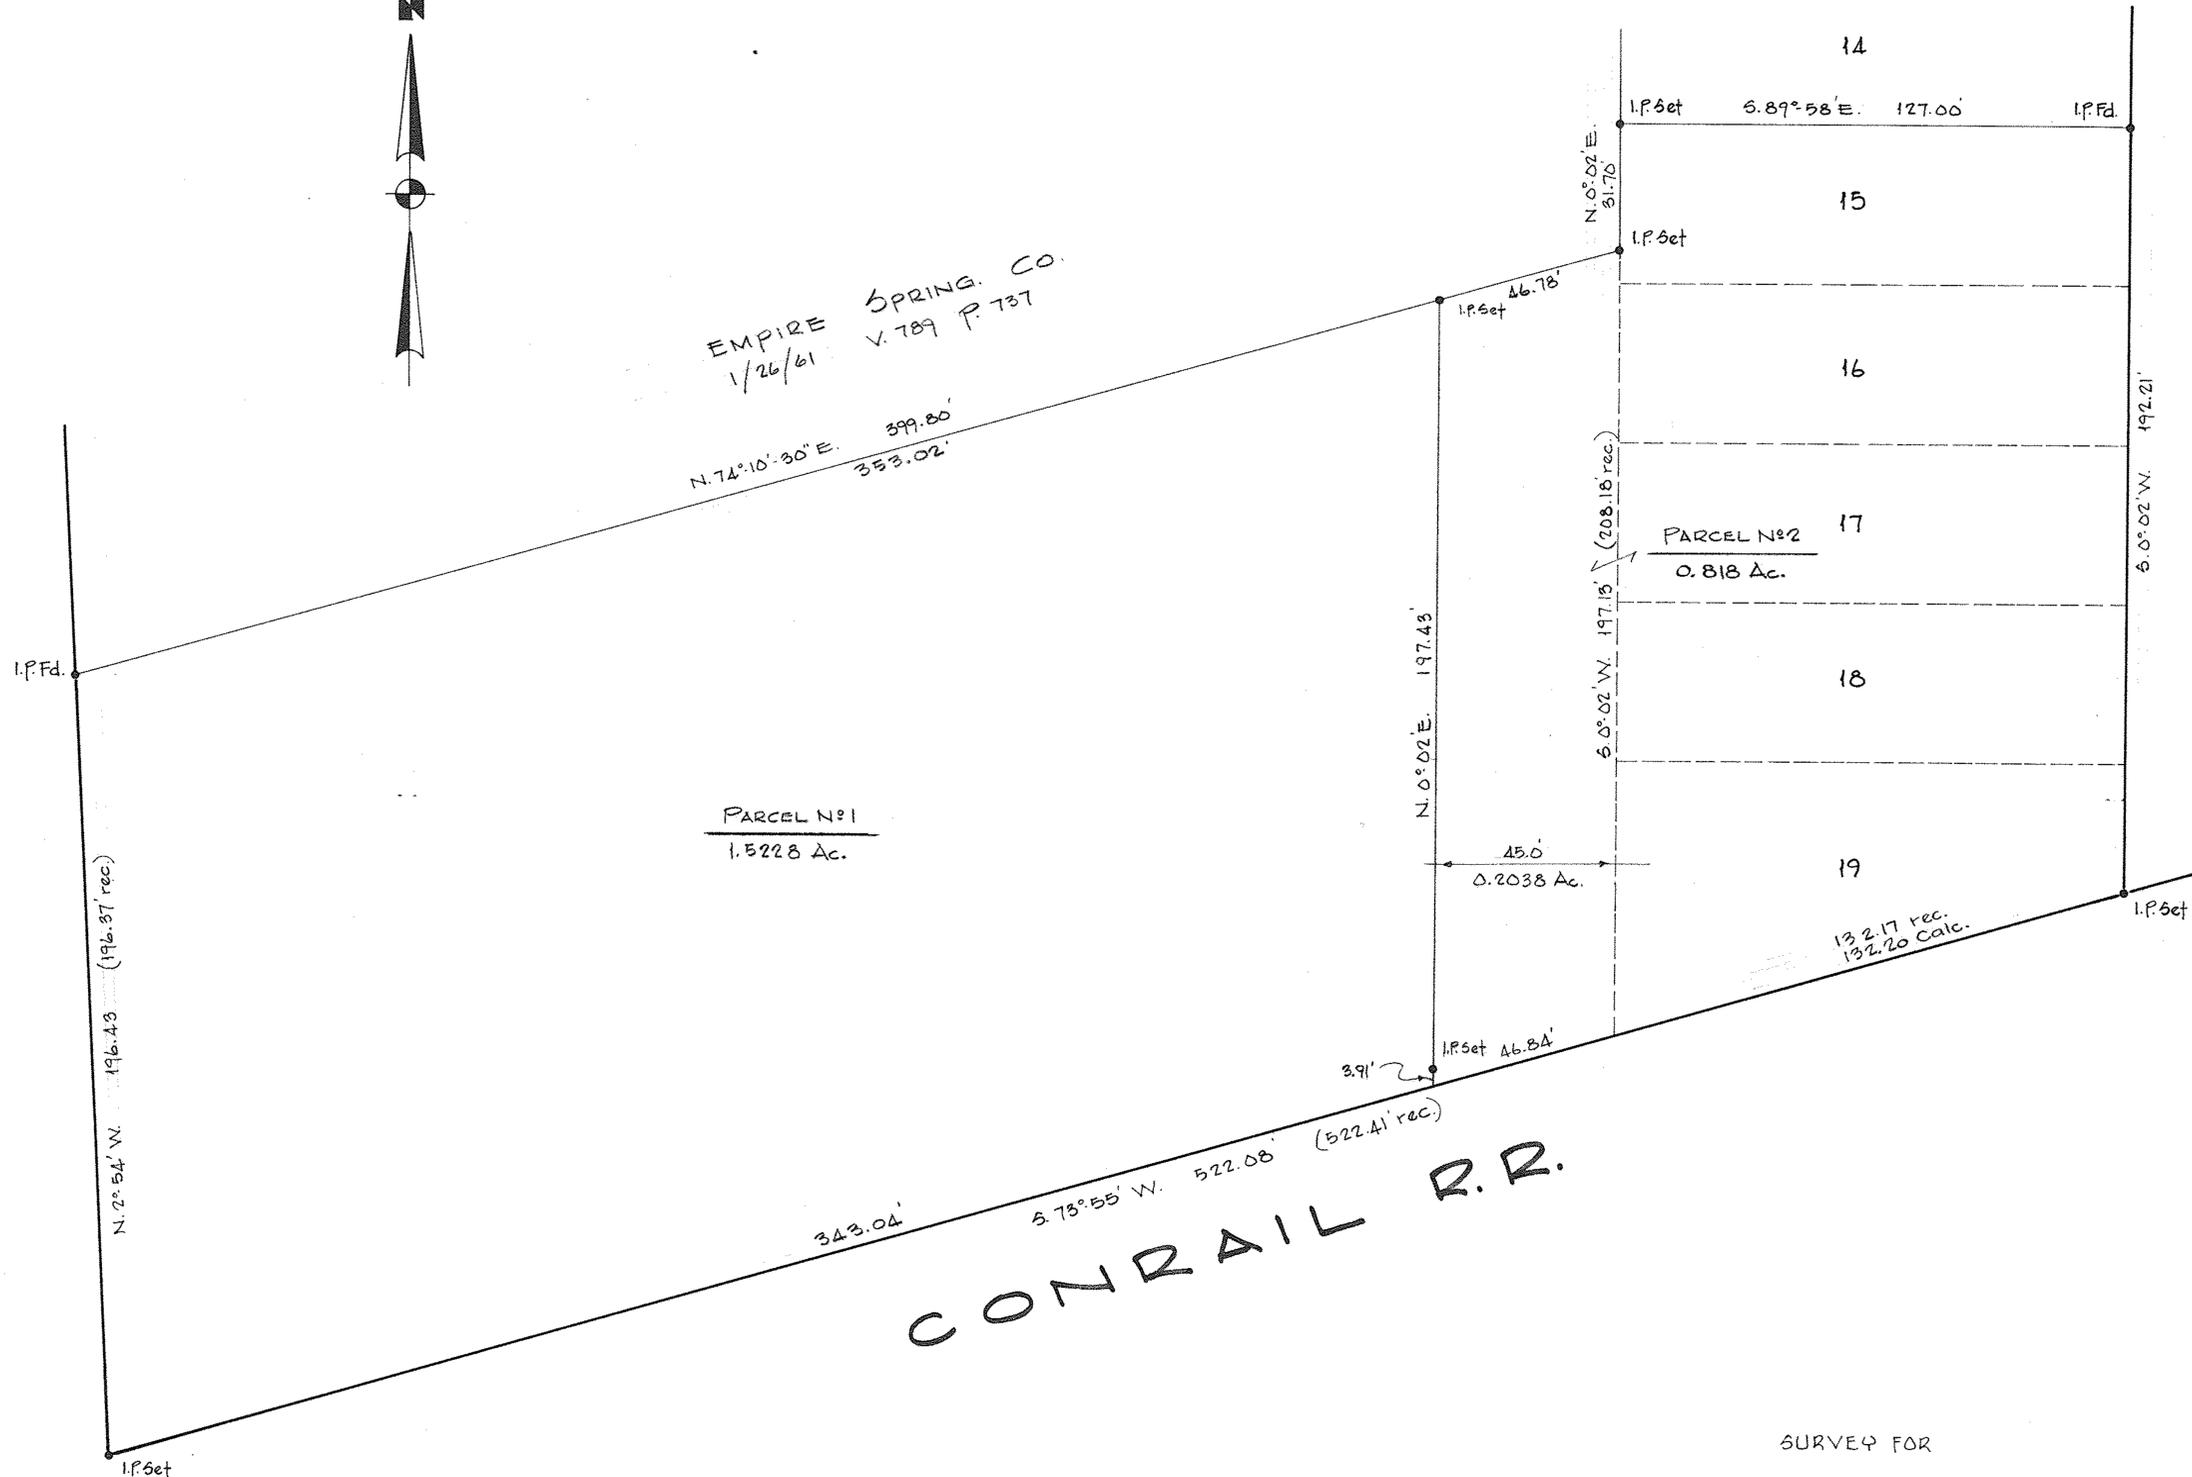 N
14
I.P. Set S. 89°-58' E. 127.00' I.P. Fd.
N. 0°-02' E.
31.70'
15
I.P. Set
EMPIRE SPRING. CO.
1/26/61 V. 789 P. 737
46.78'
I.P. Set
16
N. 74°-10'-30" E. 399.80'
353.02'
S. 0°-02' W. 192.21'
S. 0°-02' W. 197.13' (208.18' rec.)
17
PARCEL Nº2
0.818 Ac.
N. 0°-02' E. 197.43'
I.P. Fd.
18
PARCEL Nº1
1.5228 Ac.
45.0'
0.2038 Ac.
19
I.P. Set
132.17 rec.
132.20 Calc.
N. 2°-54' W. 196.43 (196.37' rec.)
I.P. Set 46.84'
3.91'
343.04'
S. 73°-55' W. 522.08' (522.41' rec.)
CONRAIL R.R.
I.P. Set
SURVEY FOR